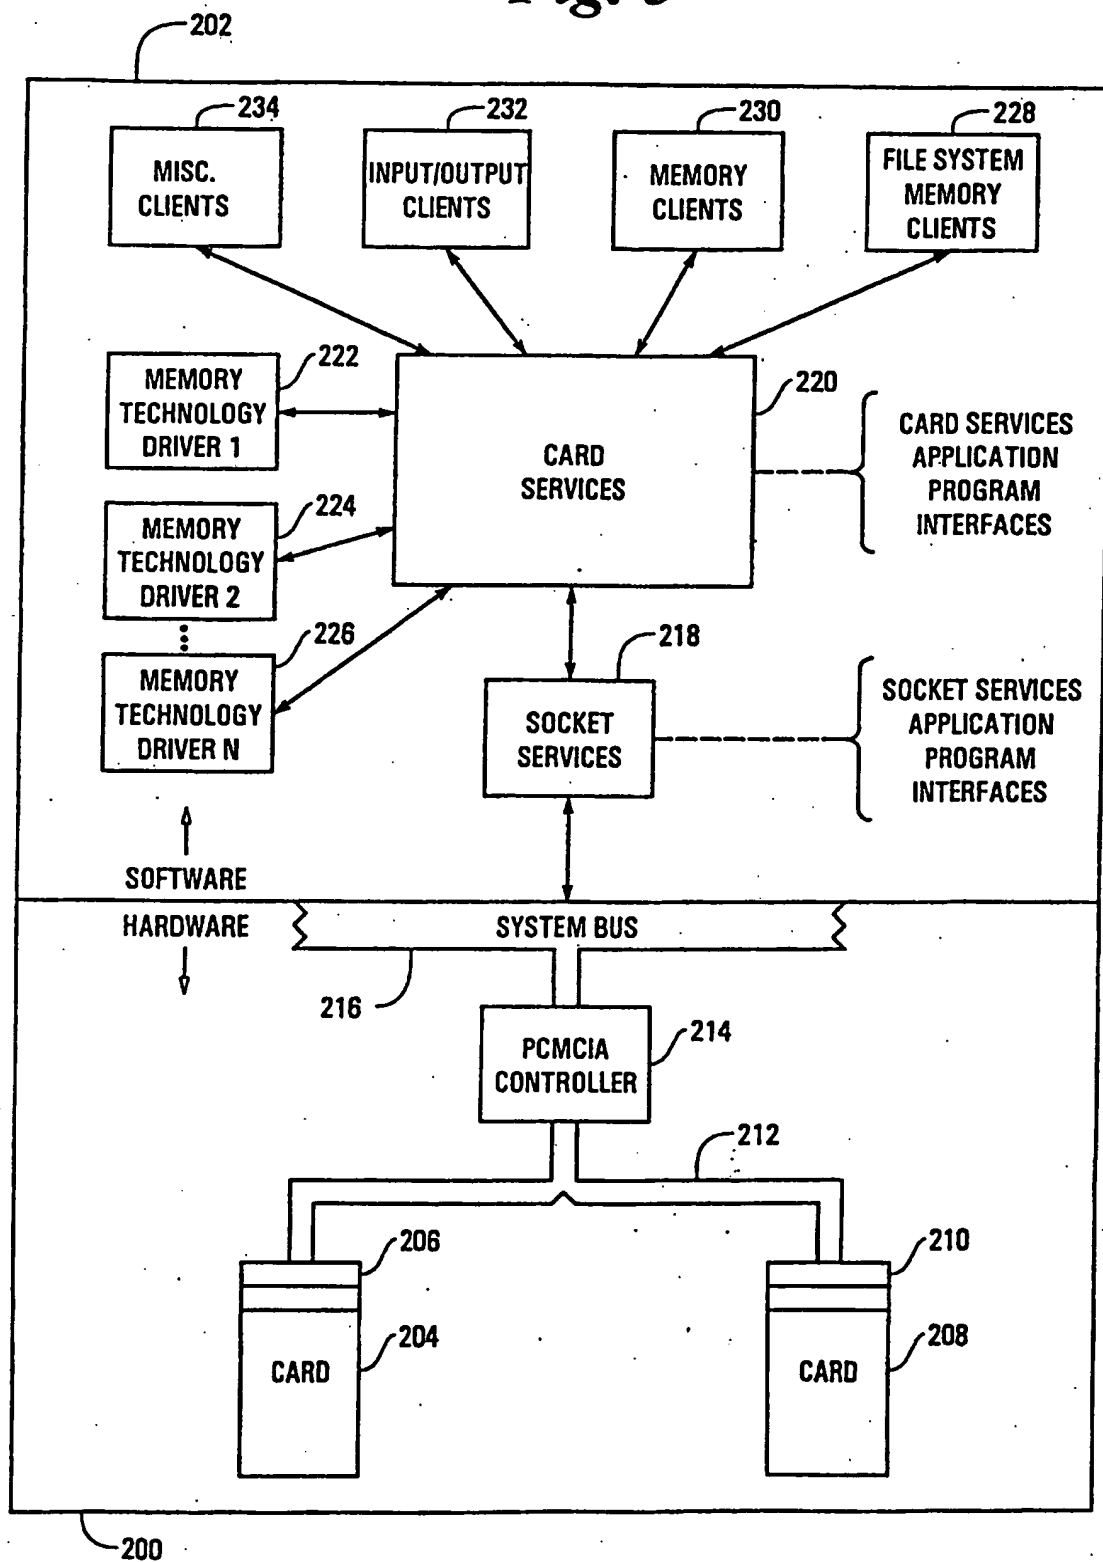 202
234
232
230
228
MISC.
CLIENTS
INPUT/OUTPUT
CLIENTS
MEMORY
CLIENTS
FILE SYSTEM
MEMORY
CLIENTS
222
MEMORY
TECHNOLOGY
DRIVER 1
220
CARD
SERVICES
CARD SERVICES
APPLICATION
PROGRAM
INTERFACES
224
MEMORY
TECHNOLOGY
DRIVER 2
226
MEMORY
TECHNOLOGY
DRIVER N
218
SOCKET
SERVICES
SOCKET SERVICES
APPLICATION
PROGRAM
INTERFACES
SOFTWARE
HARDWARE
SYSTEM BUS
216
PCMCIA
CONTROLLER
214
212
206
210
204
CARD
208
CARD
200